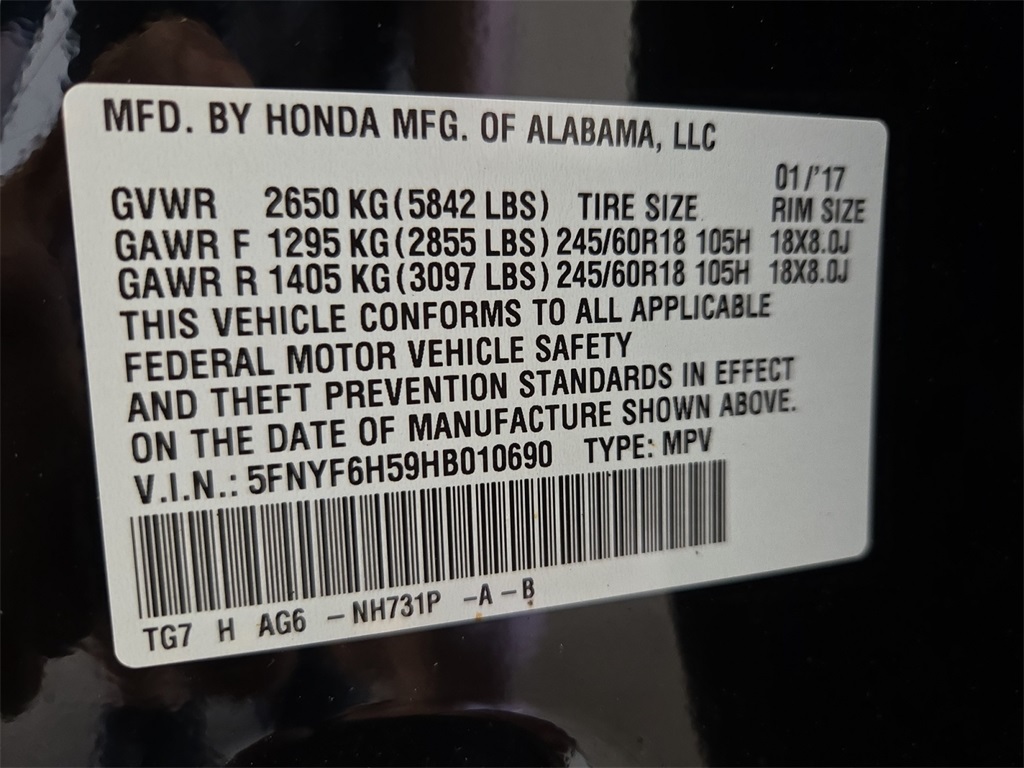 MFD. BY HONDA MFG. OF ALABAMA, LLC
01/'17
GVWR 2650 KG(5842 LBS) TIRE SIZE RIM SIZE
GAWR F 1295 KG(2855 LBS) 245/60R18 105H 18X8.0J
GAWR R 1405 KG(3097 LBS) 245/60R18 105H 18X8.0J
THIS VEHICLE CONFORMS TO ALL APPLICABLE
FEDERAL MOTOR VEHICLE SAFETY
AND THEFT PREVENTION STANDARDS IN EFFECT
ON THE DATE OF MANUFACTURE SHOWN ABOVE.
V.I.N.: 5FNYF6H59HB010690 TYPE: MPV
TG7 H AG6 -NH731P -A -B